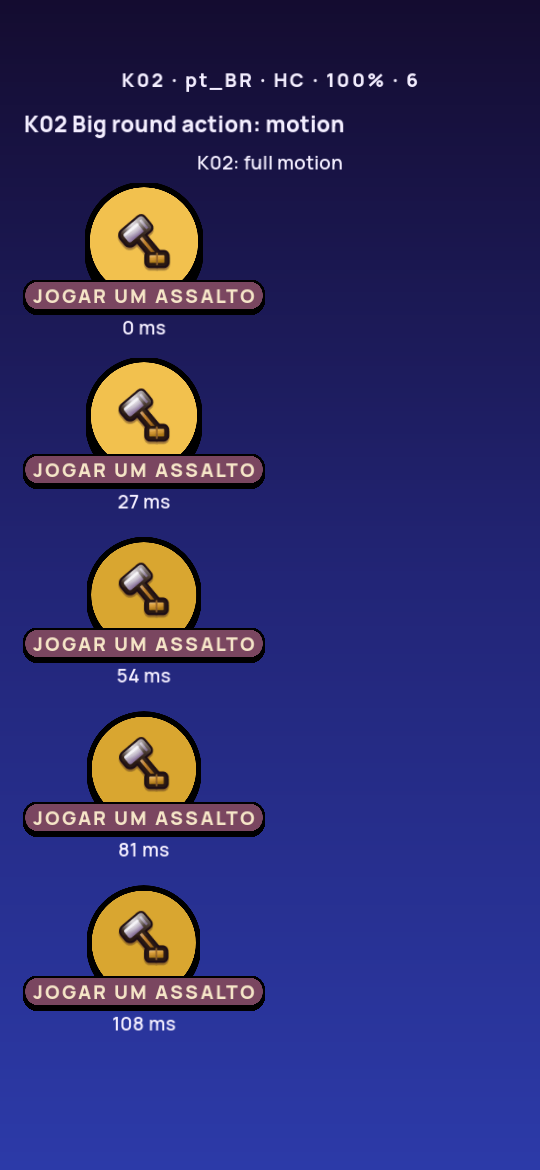 K02 · pt_BR · HC · 100% · 6
K02 Big round action: motion
K02: full motion
JOGAR UM ASSALTO
0 ms
JOGAR UM ASSALTO
27 ms
JOGAR UM ASSALTO
54 ms
JOGAR UM ASSALTO
81 ms
JOGAR UM ASSALTO
108 ms